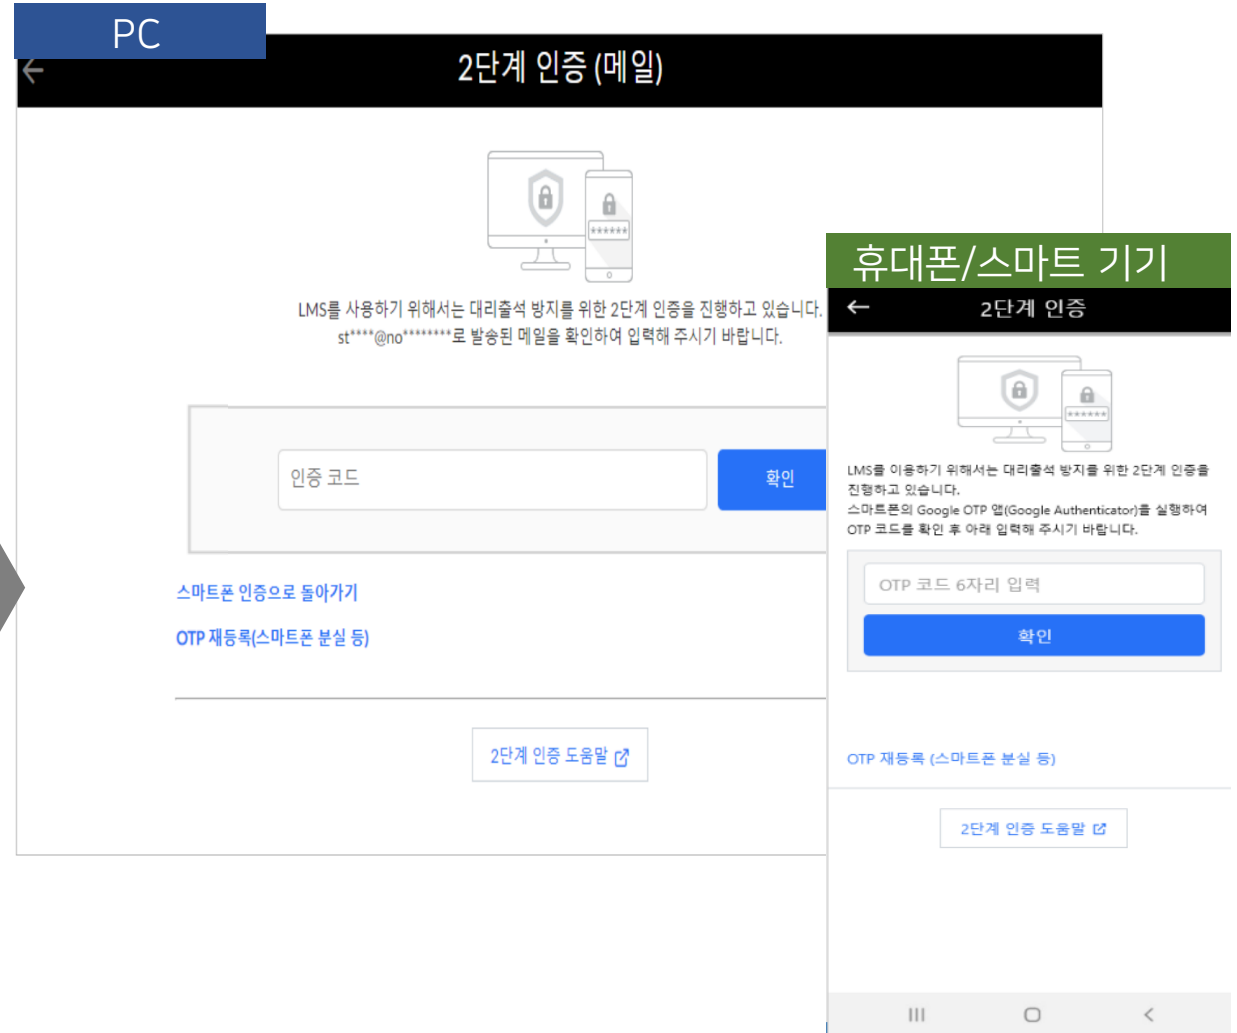 PC
2단계 인증 (메일)
******
LMS를 사용하기 위해서는 대리출석 방지를 위한 2단계 인증을 진행하고 있습니다.
st****@no********로 발송된 메일을 확인하여 입력해 주시기 바랍니다.
인증 코드
확인
스마트폰 인증으로 돌아가기
OTP 재등록(스마트폰 분실 등)
2단계 인증 도움말
휴대폰/스마트 기기
2단계 인증
******
LMS를 이용하기 위해서는 대리출석 방지를 위한 2단계 인증을
진행하고 있습니다.
스마트폰의 Google OTP 앱(Google Authenticator)을 실행하여
OTP 코드를 확인 후 아래 입력해 주시기 바랍니다.
OTP 코드 6자리 입력
확인
OTP 재등록 (스마트폰 분실 등)
2단계 인증 도움말